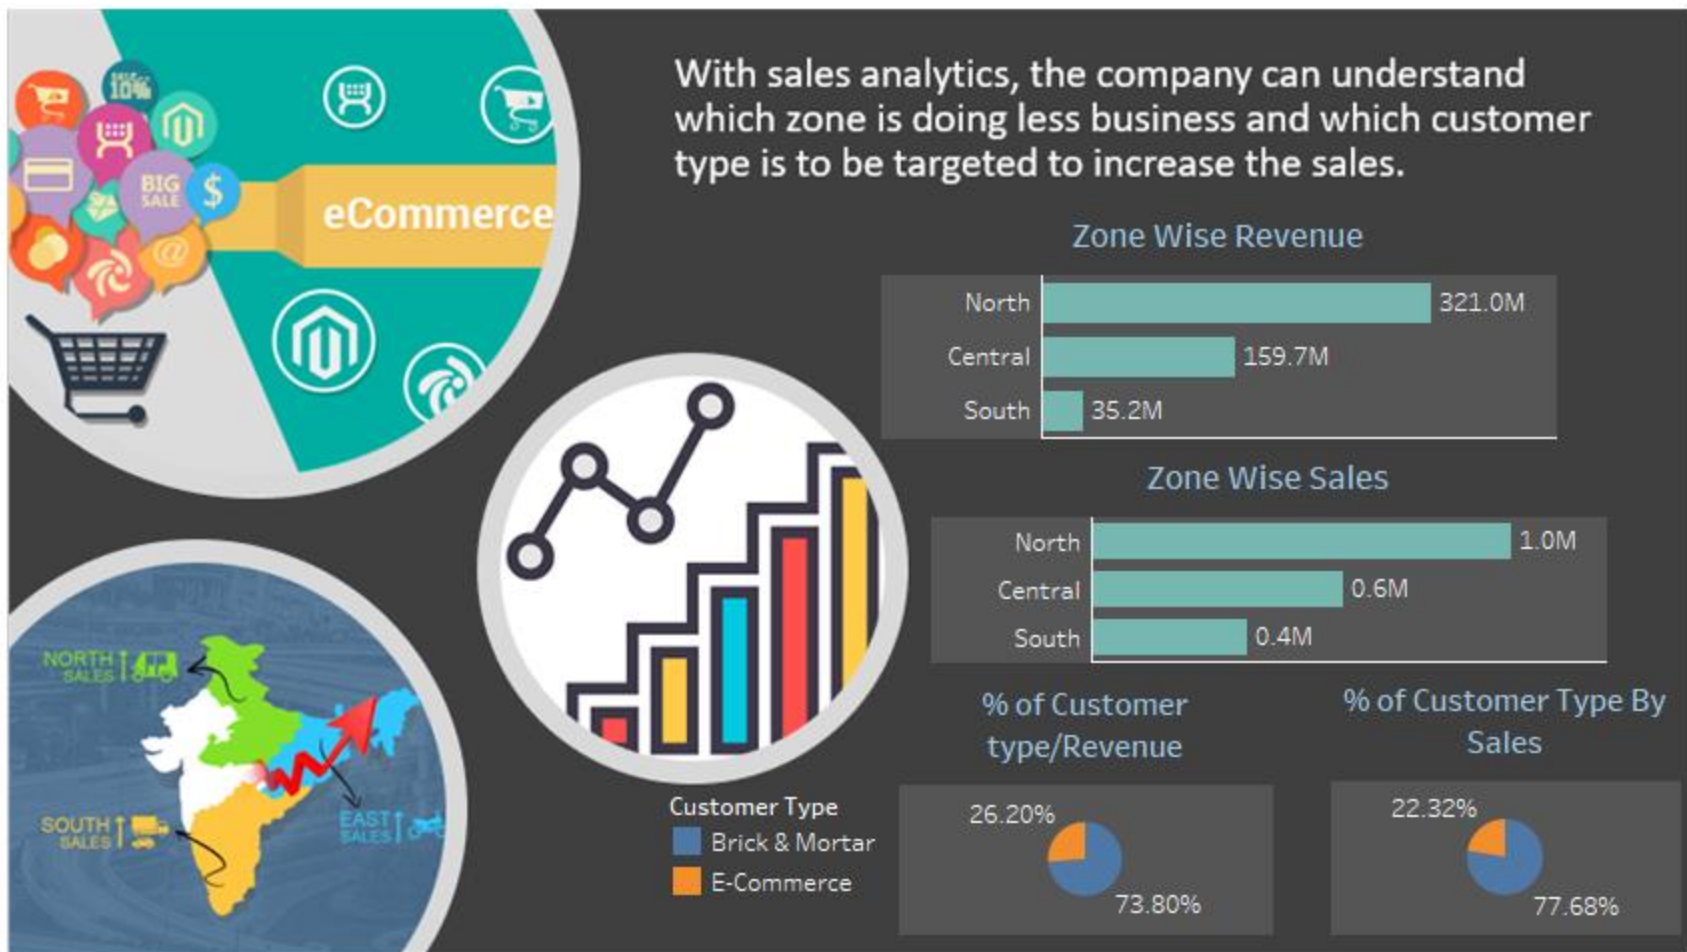 With sales analytics, the company can understand
which zone is doing less business and which customer
type is to be targeted to increase the sales.
10%
BIG
SALE
$
@
eCommerce
Zone Wise Revenue
North 321.0M
Central 159.7M
South 35.2M
Zone Wise Sales
North 1.0M
Central 0.6M
South 0.4M
NORTH
SALES
SOUTH
SALES
EAST
SALES
% of Customer
type/Revenue
26.20%
73.80%
% of Customer Type By
Sales
22.32%
77.68%
Customer Type
Brick & Mortar
E-Commerce